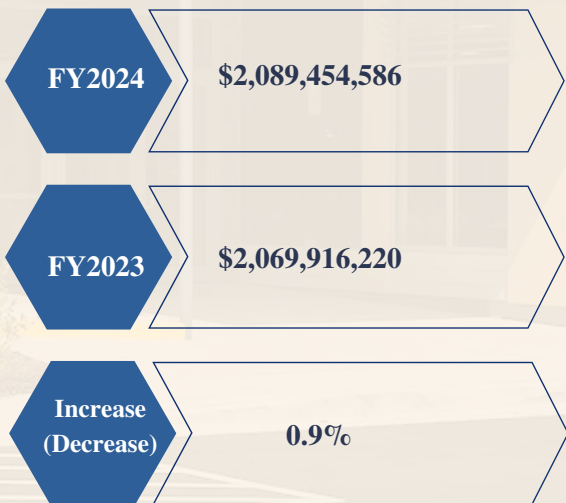 FY2024
$2,089,454,586
FY2023
$2,069,916,220
Increase
(Decrease)
0.9%